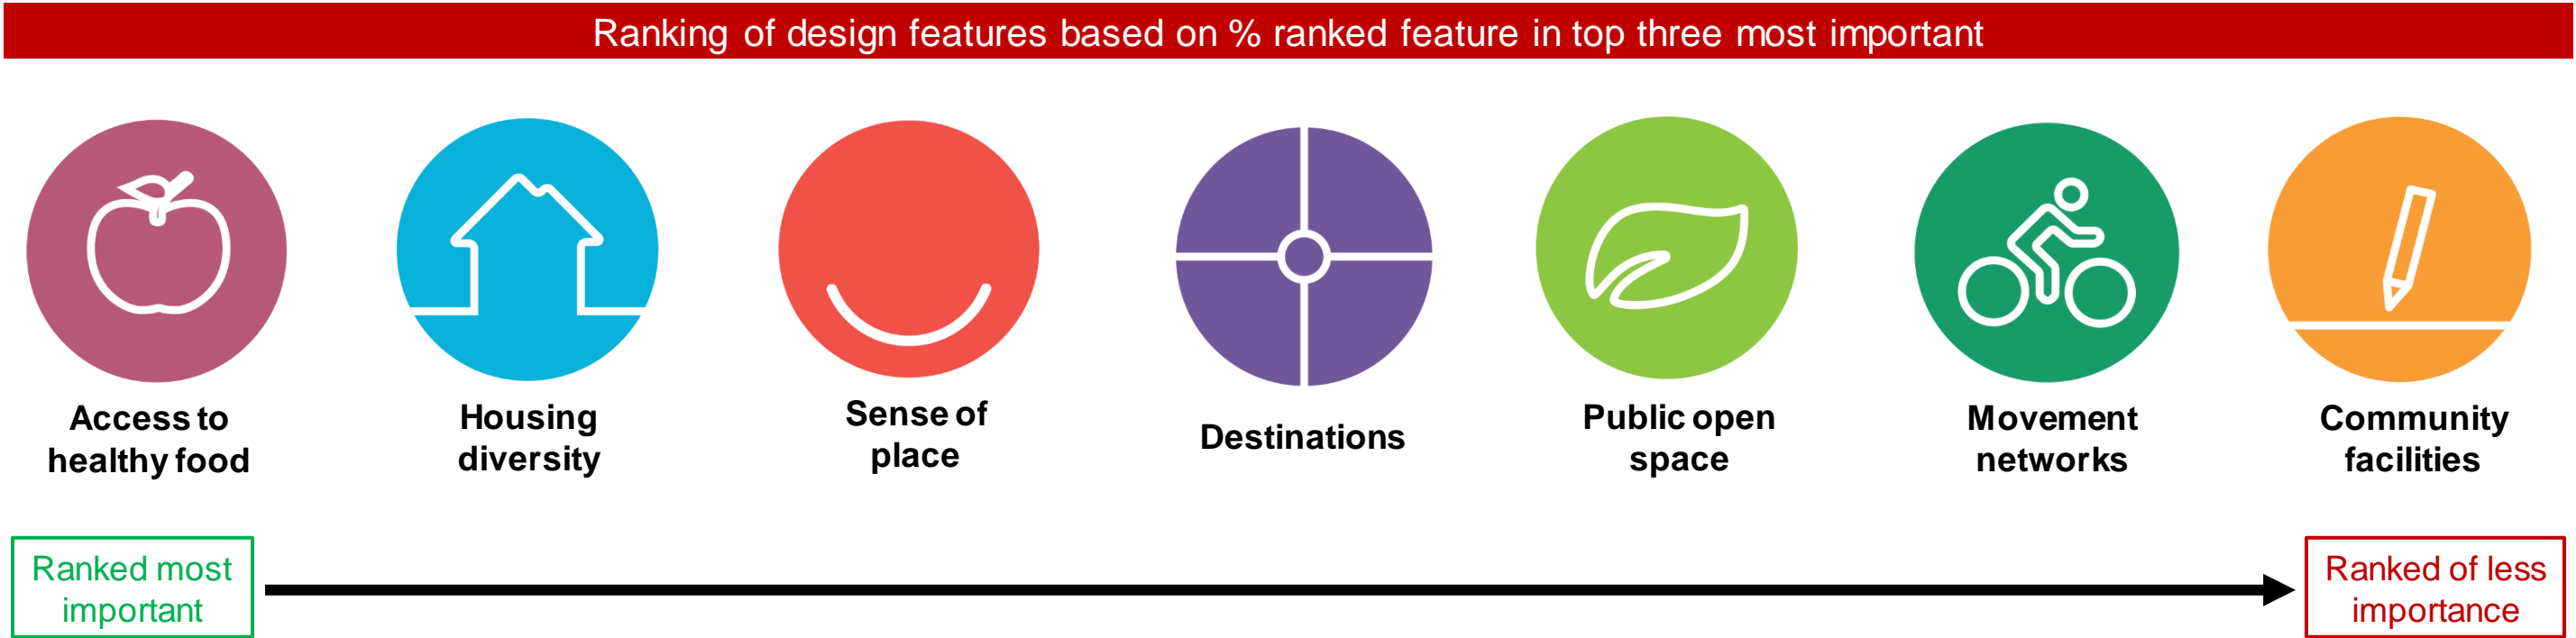 Ranking of design features based on % ranked feature in top three most important
Access to
healthy food
Housing
diversity
Sense of
place
Destinations
Public open
space
Movement
networks
Community
facilities
Ranked most
important
Ranked of less
importance